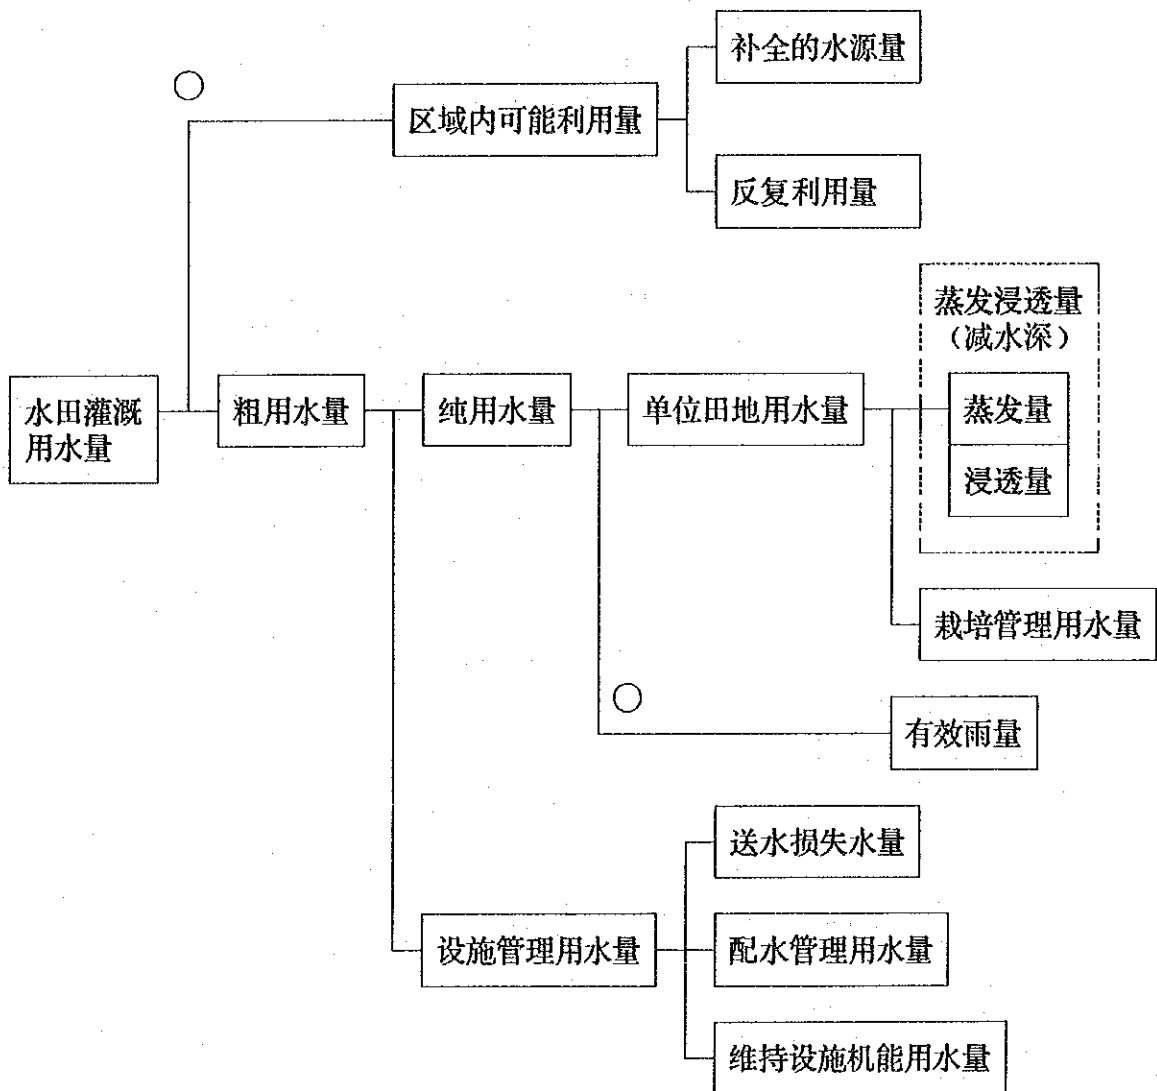 补全的水源量
区域内可能利用量
反复利用量
蒸发浸透量
（减水深）
水田灌溉
用水量
粗用水量
纯用水量
单位田地用水量
蒸发量
浸透量
栽培管理用水量
有效雨量
送水损失水量
设施管理用水量
配水管理用水量
维持设施机能用水量